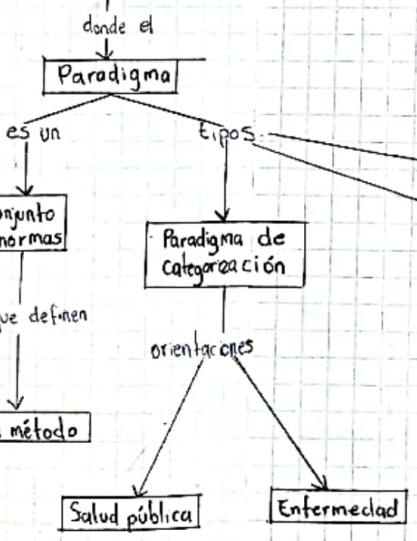 donde el
Paradigma
es un
tipos
onjunto
normas
Paradigma de
categorización
ue definen
orientaciones
método
Salud pública
Enfermedad